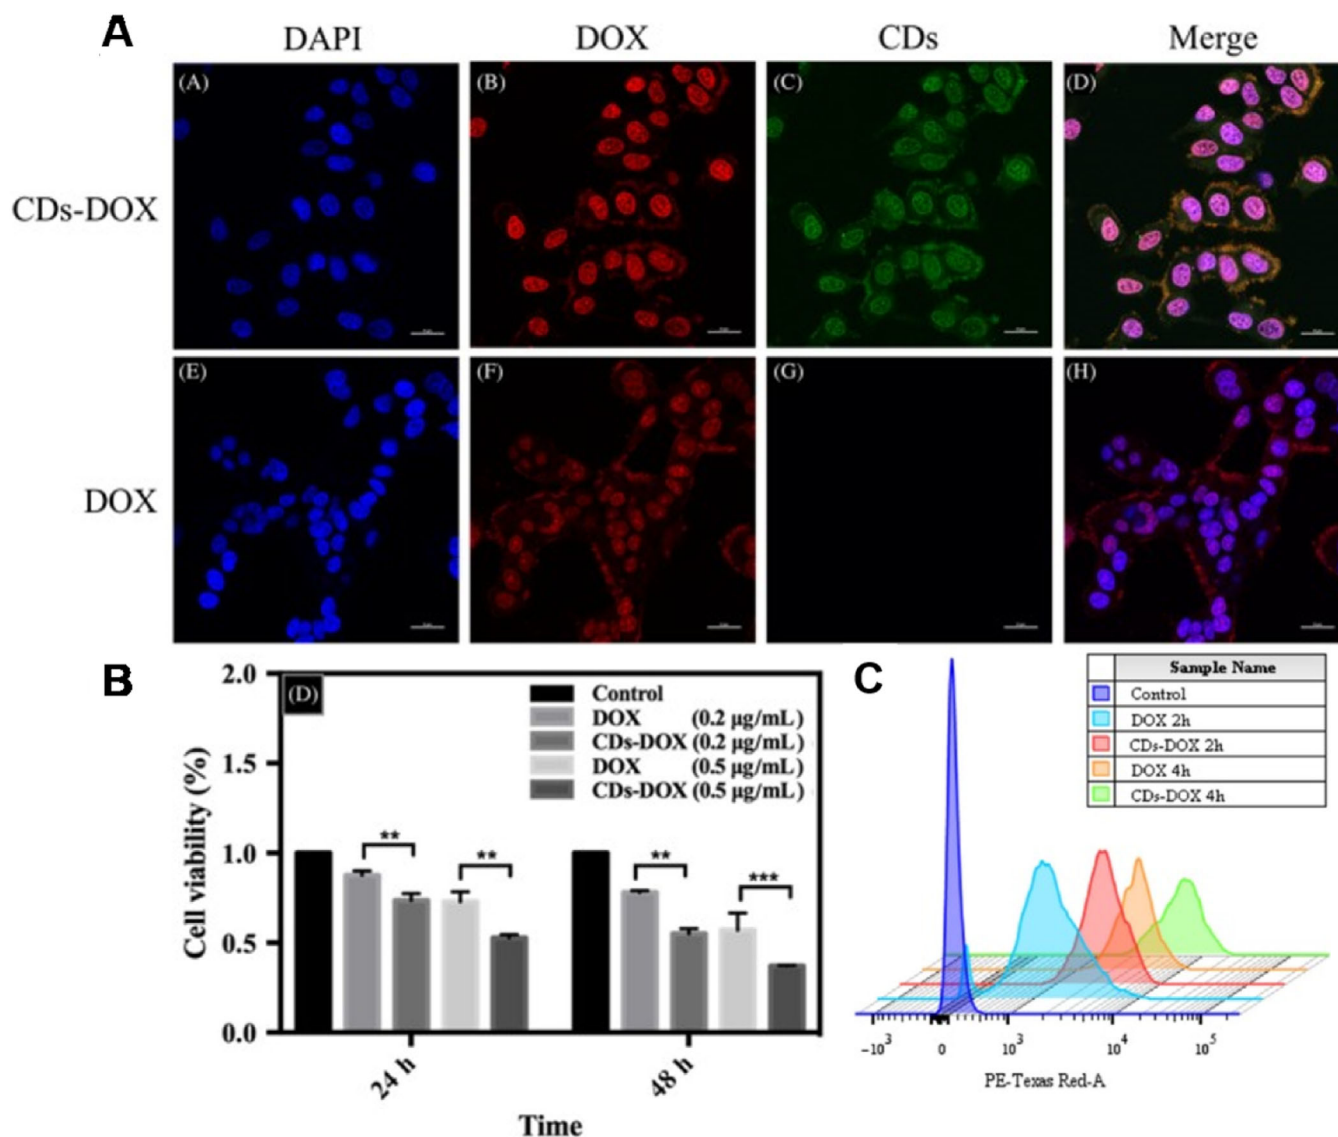 A
DAPI DOX CDs Merge
CDs-DOX
(A) (B) (C) (D)
DOX
(E) (F) (G) (H)
B
(D)
2.0
1.5
1.0
0.5
0.0
Cell viability (%)
Control
DOX (0.2 µg/mL)
CDs-DOX (0.2 µg/mL)
DOX (0.5 µg/mL)
CDs-DOX (0.5 µg/mL)
** ** ** ***
24 h 48 h
Time
C
Sample Name
Control
DOX 2h
CDs-DOX 2h
DOX 4h
CDs-DOX 4h
-10³ 0 10³ 10⁴ 10⁵
PE-Texas Red-A